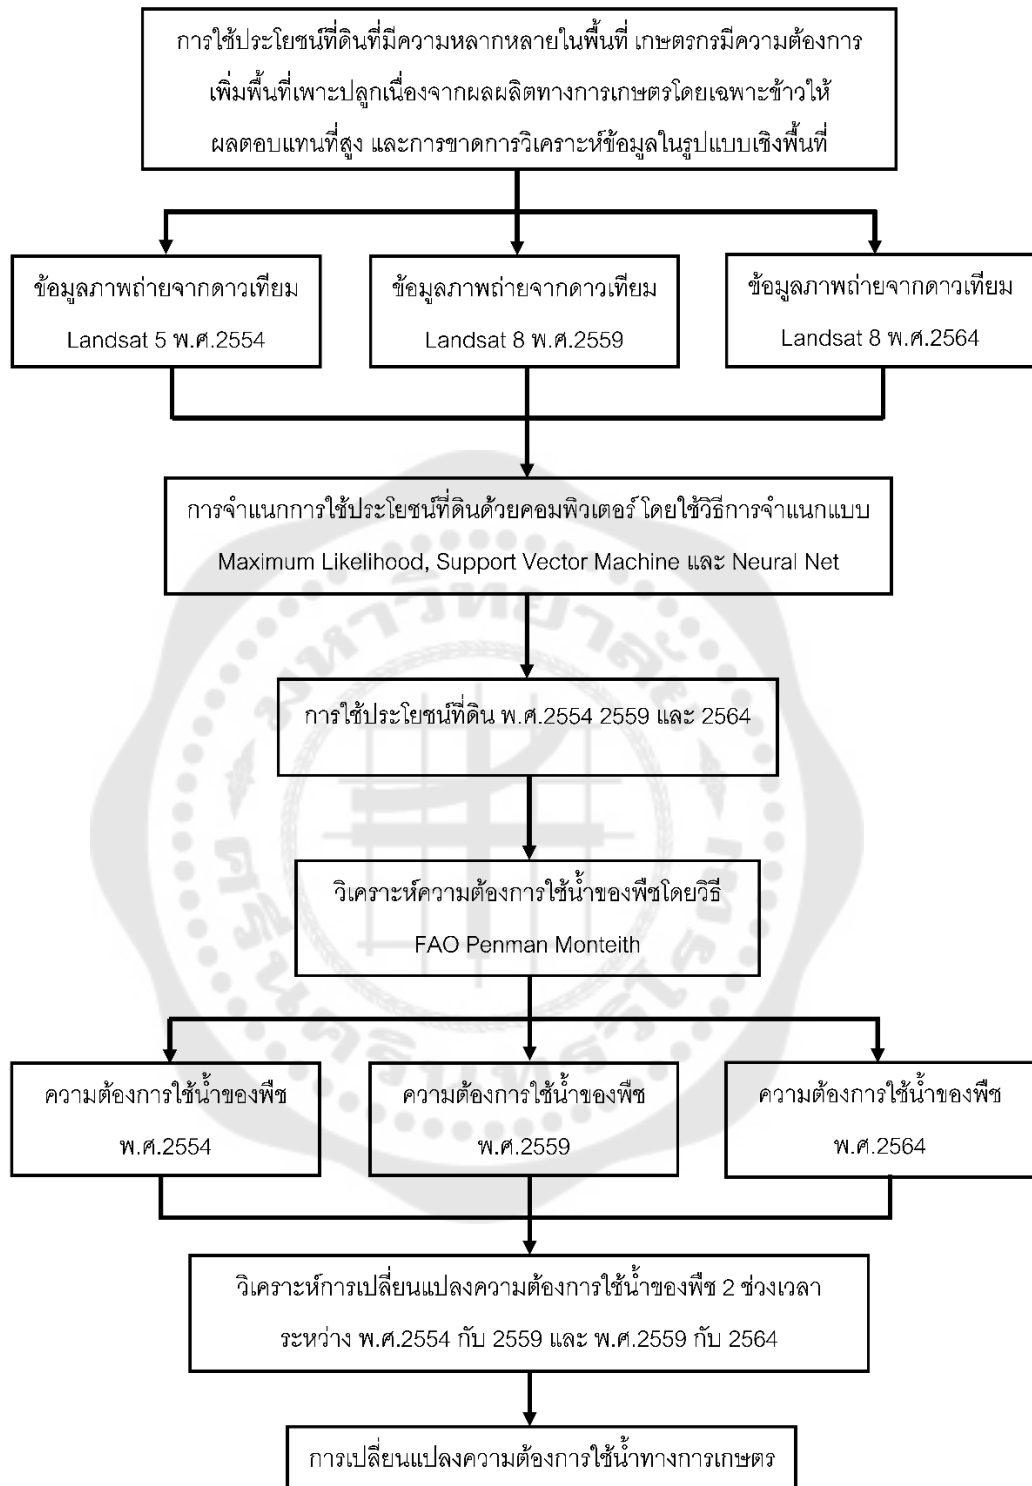 การใช้ประโยชน์ที่ดินที่มีความหลากหลายในพื้นที่ เกษตรกรมีความต้องการ
เพิ่มพื้นที่เพาะปลูกเนื่องจากผลผลิตทางการเกษตรโดยเฉพาะข้าวให้
ผลตอบแทนที่สูง และการขาดการวิเคราะห์ข้อมูลในรูปแบบเชิงพื้นที่
ข้อมูลภาพถ่ายจากดาวเทียม
Landsat 5 พ.ศ.2554
ข้อมูลภาพถ่ายจากดาวเทียม
Landsat 8 พ.ศ.2559
ข้อมูลภาพถ่ายจากดาวเทียม
Landsat 8 พ.ศ.2564
การจำแนกการใช้ประโยชน์ที่ดินด้วยคอมพิวเตอร์ โดยใช้วิธีการจำแนกแบบ
Maximum Likelihood, Support Vector Machine และ Neural Net
การใช้ประโยชน์ที่ดิน พ.ศ.2554 2559 และ 2564
วิเคราะห์ความต้องการใช้น้ำของพืชโดยวิธี
FAO Penman Monteith
ความต้องการใช้น้ำของพืช
พ.ศ.2554
ความต้องการใช้น้ำของพืช
พ.ศ.2559
ความต้องการใช้น้ำของพืช
พ.ศ.2564
วิเคราะห์การเปลี่ยนแปลงความต้องการใช้น้ำของพืช 2 ช่วงเวลา
ระหว่าง พ.ศ.2554 กับ 2559 และ พ.ศ.2559 กับ 2564
การเปลี่ยนแปลงความต้องการใช้น้ำทางการเกษตร
มหาวิทยาลัย
ศรีนครินทรวิโรฒ